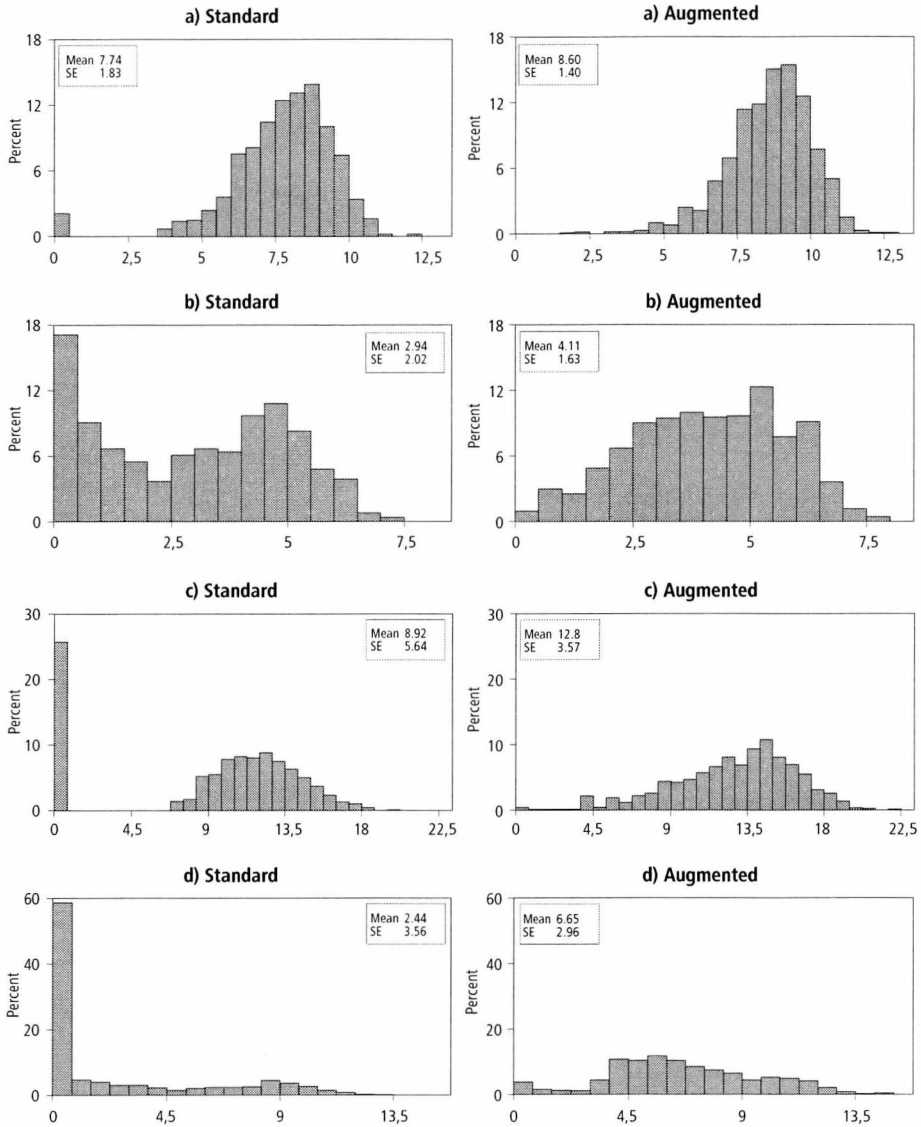 a) Standard
18
12
6
0
Percent
Mean 7.74
SE 1.83
0 2,5 5 7,5 10 12,5
a) Augmented
18
12
6
0
Percent
Mean 8.60
SE 1.40
0 2,5 5 7,5 10 12,5
b) Standard
18
12
6
0
Percent
Mean 2.94
SE 2.02
0 2,5 5 7,5
b) Augmented
18
12
6
0
Percent
Mean 4.11
SE 1.63
0 2,5 5 7,5
c) Standard
30
20
10
0
Percent
Mean 8.92
SE 5.64
0 4,5 9 13,5 18 22,5
c) Augmented
30
20
10
0
Percent
Mean 12.8
SE 3.57
0 4,5 9 13,5 18 22,5
d) Standard
60
40
20
0
Percent
Mean 2.44
SE 3.56
0 4,5 9 13,5
d) Augmented
60
40
20
0
Percent
Mean 6.65
SE 2.96
0 4,5 9 13,5